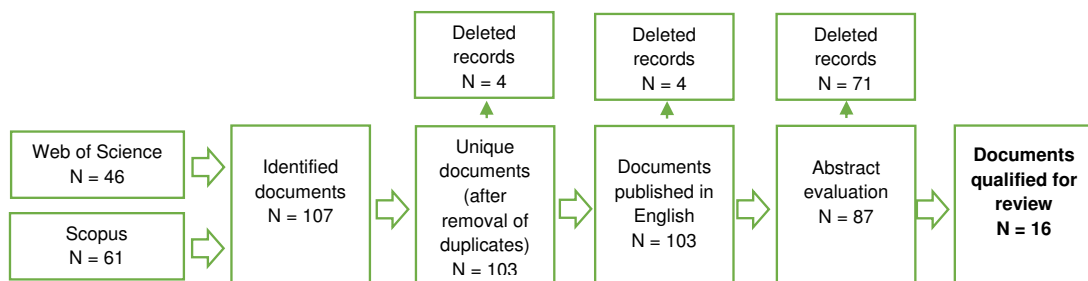 Deleted
records
N = 4
Deleted
records
N = 4
Deleted
records
N = 71
Web of Science
N = 46
Scopus
N = 61
Identified
documents
N = 107
Unique
documents
(after
removal of
duplicates)
N = 103
Documents
published in
English
N = 103
Abstract
evaluation
N = 87
Documents
qualified for
review
N = 16